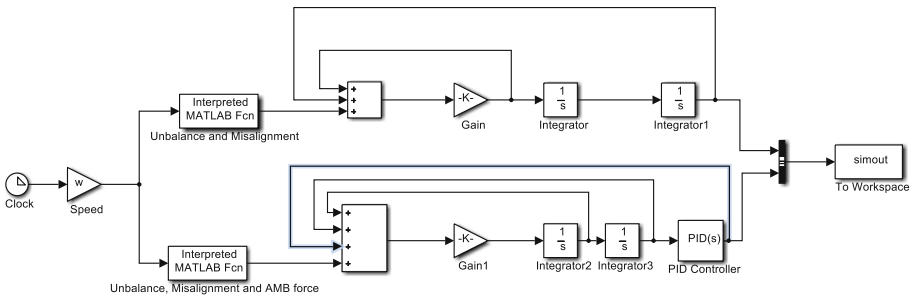 Interpreted
MATLAB Fcn
Unbalance and Misalignment
+
+
+
-K-
Gain
1
s
Integrator
1
s
Integrator1
Clock
w
Speed
simout
To Workspace
Interpreted
MATLAB Fcn
Unbalance, Misalignment and AMB force
+
+
+
+
-K-
Gain1
1
s
Integrator2
1
s
Integrator3
PID(s)
PID Controller